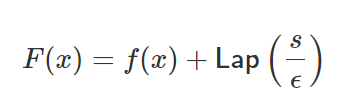 F(x) = f(x) + Lap(s/ϵ)